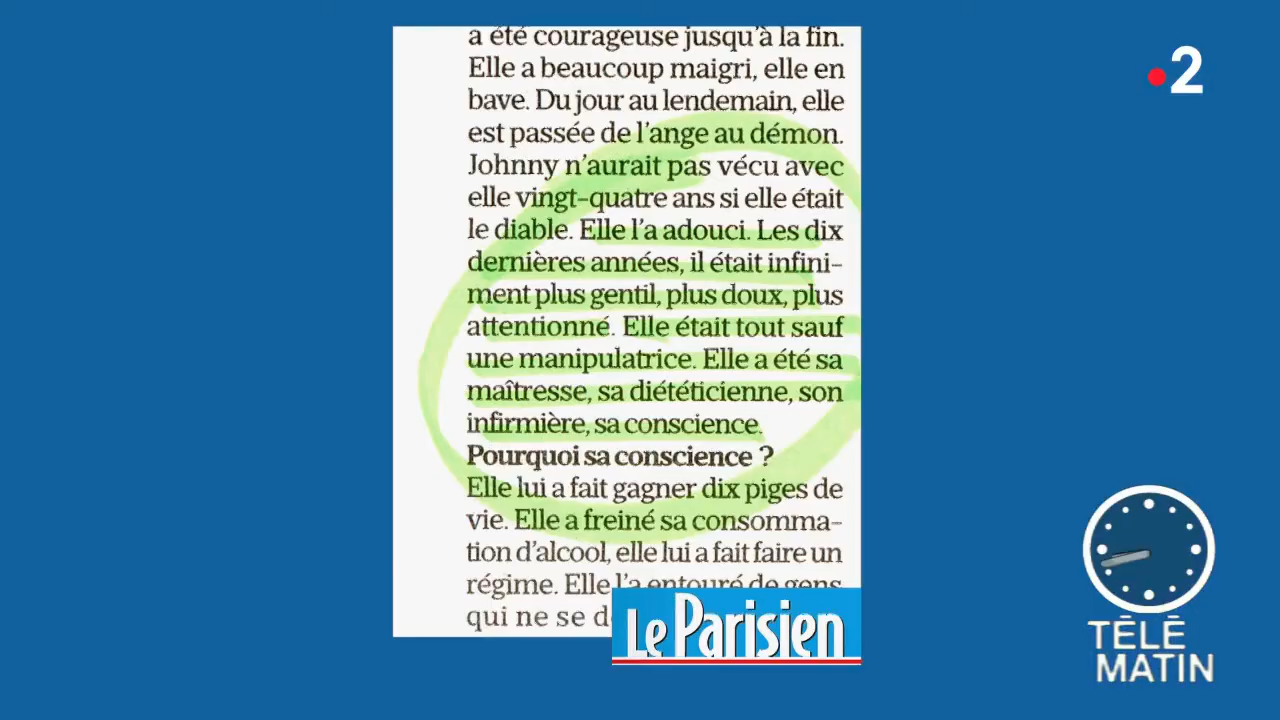 a été courageuse jusqu'à la fin.
Elle a beaucoup maigri, elle en
bave. Du jour au lendemain, elle
est passée de l'ange au démon.
Johnny n'aurait pas vécu avec
elle vingt-quatre ans si elle était
le diable. Elle l'a adouci. Les dix
dernières années, il était infini-
ment plus gentil, plus doux, plus
attentionné. Elle était tout sauf
une manipulatrice. Elle a été sa
maîtresse, sa diététicienne, son
infirmière, sa conscience.
Pourquoi sa conscience ?
Elle lui a fait gagner dix piges de
vie. Elle a freiné sa consomma-
tion d'alcool, elle lui a fait faire un
régime. Elle l'a entouré de gens
qui ne se
Le Parisien
2
TÉLÉ
MATIN